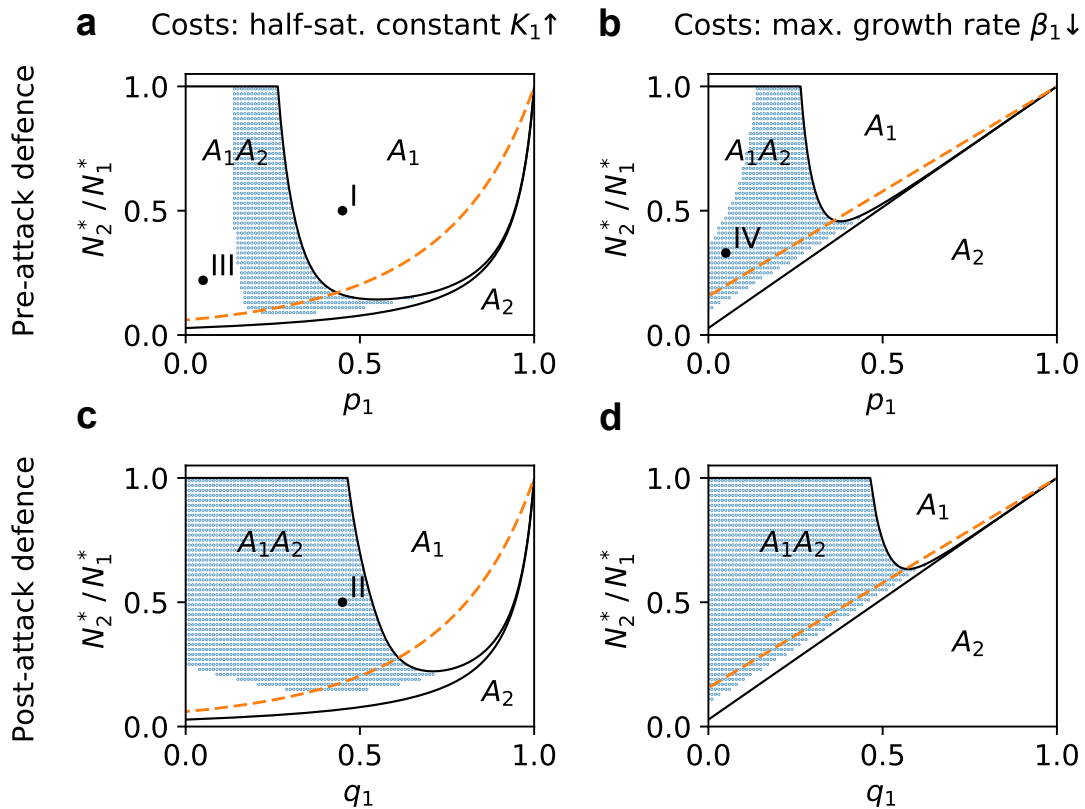 a Costs: half-sat. constant K₁↑
b Costs: max. growth rate β₁↓
Pre-attack defence
N₂* / N₁*
1.0
0.5
0.0
A₁A₂
A₁
I
III
A₂
0.0 0.5 1.0
p₁
N₂* / N₁*
1.0
0.5
0.0
A₁A₂
A₁
IV
A₂
0.0 0.5 1.0
p₁
c
d
Post-attack defence
N₂* / N₁*
1.0
0.5
0.0
A₁A₂
A₁
II
A₂
0.0 0.5 1.0
q₁
N₂* / N₁*
1.0
0.5
0.0
A₁A₂
A₁
A₂
0.0 0.5 1.0
q₁